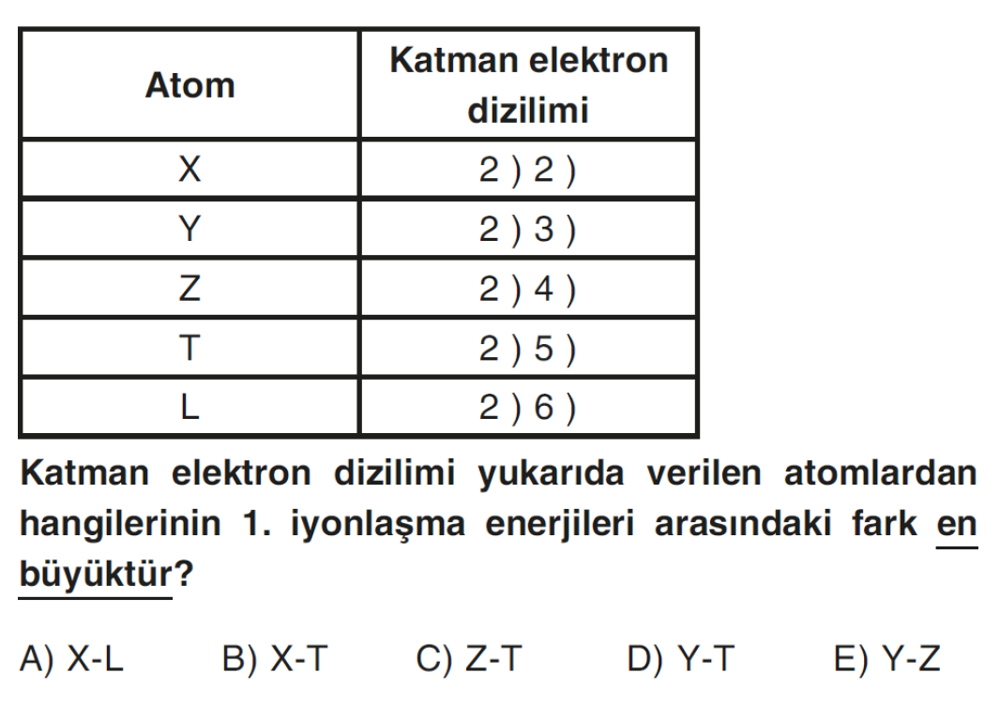 Atom
Katman elektron
dizilimi
X 2 ) 2 )
Y 2 ) 3 )
Z 2 ) 4 )
T 2 ) 5 )
L 2 ) 6 )
Katman elektron dizilimi yukarıda verilen atomlardan
hangilerinin 1. iyonlaşma enerjileri arasındaki fark en
büyüktür?
A) X-L B) X-T C) Z-T D) Y-T E) Y-Z